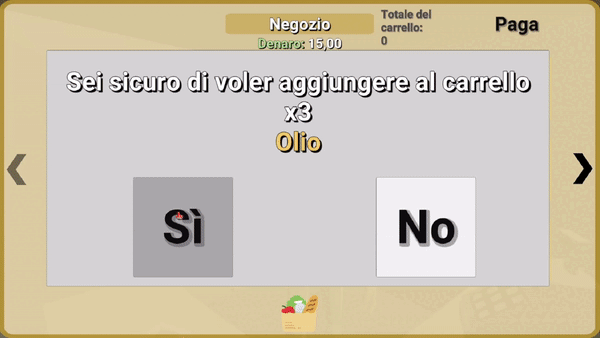 Negozio
Denaro: 15,00
Totale del
carrello:
0
Paga
Sei sicuro di voler aggiungere al carrello
x3
Olio
Sì
No